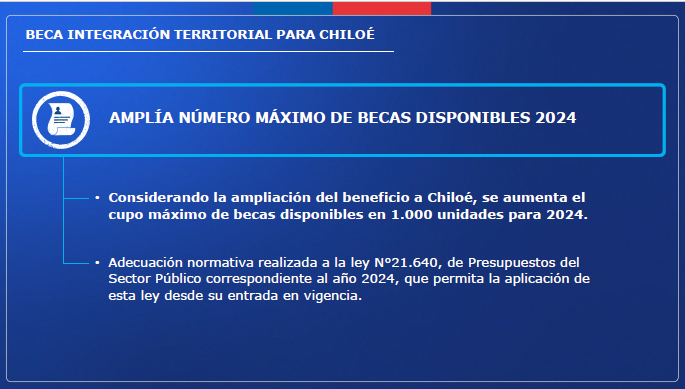 BECA INTEGRACIÓN TERRITORIAL PARA CHILOÉ
AMPLÍA NÚMERO MÁXIMO DE BECAS DISPONIBLES 2024
• Considerando la ampliación del beneficio a Chiloé, se aumenta el
cupo máximo de becas disponibles en 1.000 unidades para 2024.
• Adecuación normativa realizada a la ley Nº21.640, de Presupuestos del
Sector Público correspondiente al año 2024, que permita la aplicación de
esta ley desde su entrada en vigencia.